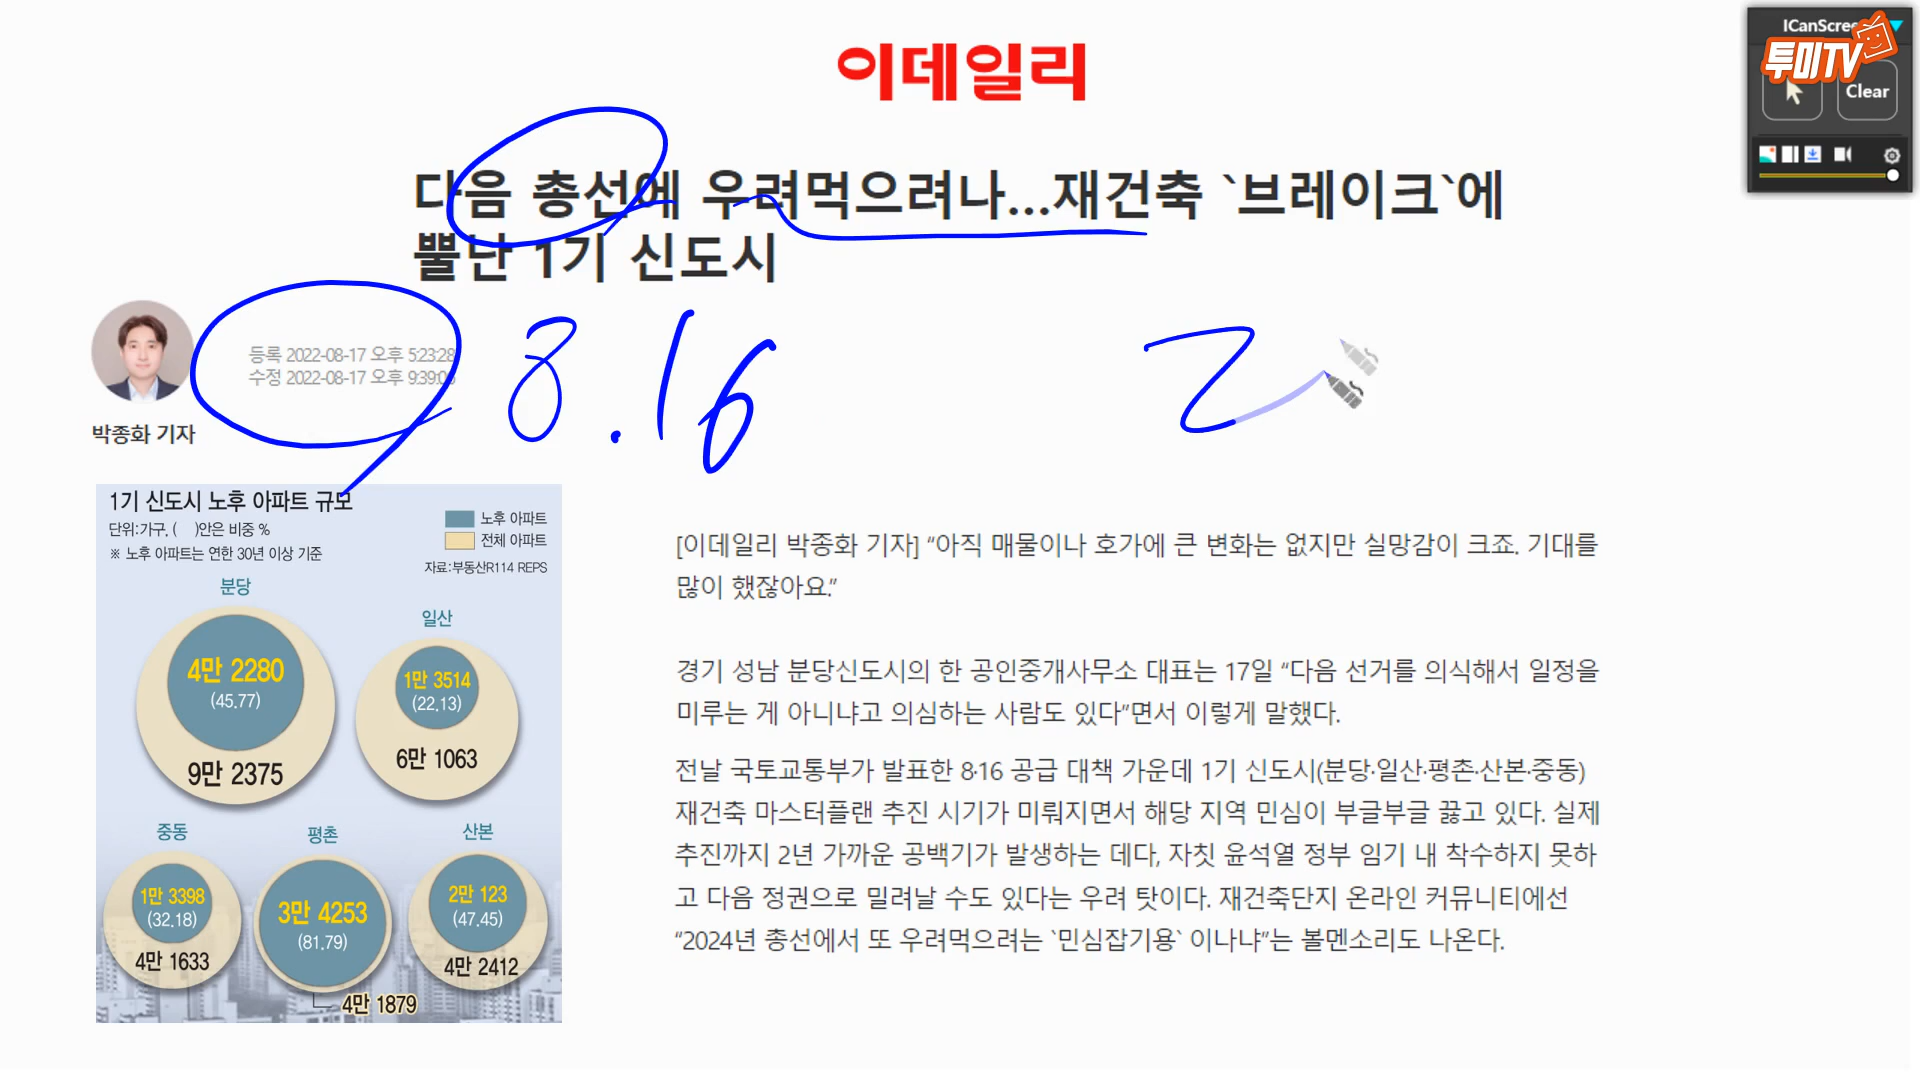 이데일리
ICanScree
투미TV
Clear
다음 총선에 우려먹으려나...재건축 `브레이크`에
뿔난 1기 신도시
등록 2022-08-17 오후 5:23:28
수정 2022-08-17 오후 9:39:06
박종화 기자
8.16
2
1기 신도시 노후 아파트 규모
단위:가구, ( )안은 비중 %
※ 노후 아파트는 연한 30년 이상 기준
노후 아파트
전체 아파트
자료:부동산R114 REPS
분당
4만 2280
(45.77)
9만 2375
일산
1만 3514
(22.13)
6만 1063
중동
1만 3398
(32.18)
4만 1633
평촌
3만 4253
(81.79)
4만 1879
산본
2만 123
(47.45)
4만 2412
[이데일리 박종화 기자] “아직 매물이나 호가에 큰 변화는 없지만 실망감이 크죠. 기대를
많이 했잖아요.”
경기 성남 분당신도시의 한 공인중개사무소 대표는 17일 “다음 선거를 의식해서 일정을
미루는 게 아니냐고 의심하는 사람도 있다”면서 이렇게 말했다.
전날 국토교통부가 발표한 8·16 공급 대책 가운데 1기 신도시(분당·일산·평촌·산본·중동)
재건축 마스터플랜 추진 시기가 미뤄지면서 해당 지역 민심이 부글부글 끓고 있다. 실제
추진까지 2년 가까운 공백기가 발생하는 데다, 자칫 윤석열 정부 임기 내 착수하지 못하
고 다음 정권으로 밀려날 수도 있다는 우려 탓이다. 재건축단지 온라인 커뮤니티에선
“2024년 총선에서 또 우려먹으려는 `민심잡기용` 이나냐”는 볼멘소리도 나온다.